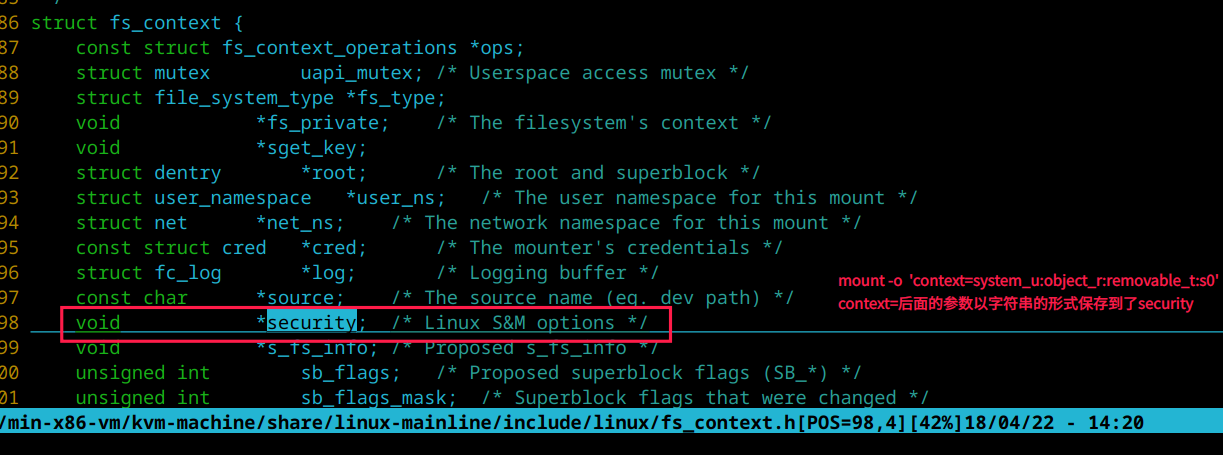 86 struct fs_context {
87     const struct fs_context_operations *ops;
88     struct mutex        uapi_mutex; /* Userspace access mutex */
89     struct file_system_type *fs_type;
90     void            *fs_private;    /* The filesystem's context */
91     void            *sget_key;
92     struct dentry       *root;      /* The root and superblock */
93     struct user_namespace   *user_ns;   /* The user namespace for this mount */
94     struct net      *net_ns;    /* The network namespace for this mount */
95     const struct cred   *cred;      /* The mounter's credentials */
96     struct fc_log       *log;       /* Logging buffer */
mount -o 'context=system_u:object_r:removable_t:s0'
97     const char      *source;    /* The source name (eg. dev path) */
context=后面的参数以字符串的形式保存到了security
98     void            *security;  /* Linux S&M options */
99     void            *s_fs_info; /* Proposed s_fs_info */
00     unsigned int        sb_flags;   /* Proposed superblock flags (SB_*) */
01     unsigned int        sb_flags_mask;  /* Superblock flags that were changed */
/min-x86-vm/kvm-machine/share/linux-mainline/include/linux/fs_context.h[POS=98,4][42%]18/04/22 - 14:20